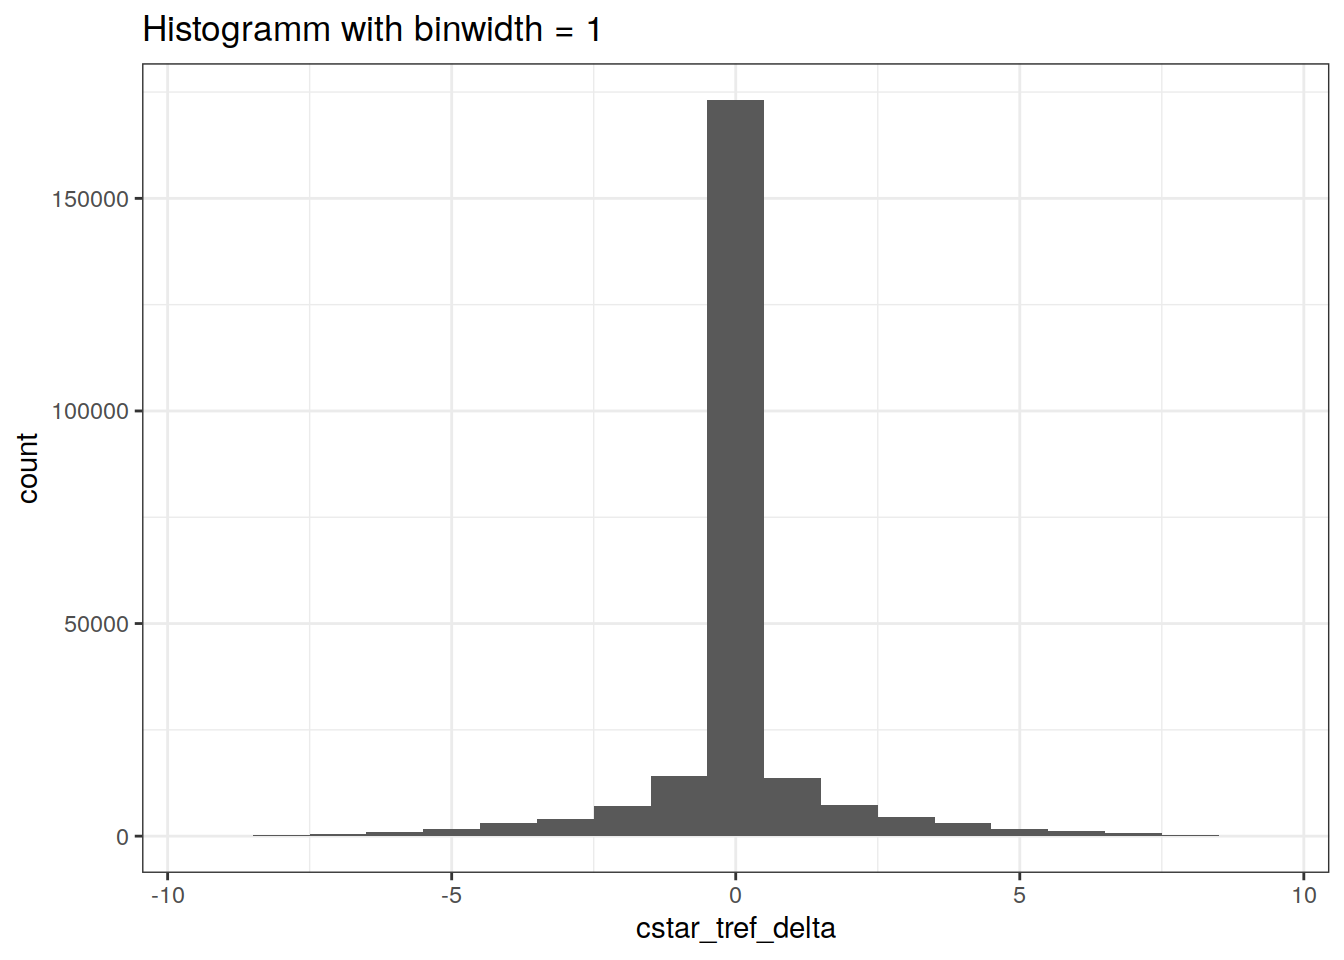 Histogramm with binwidth = 1
150000
100000
50000
0
count
-10 -5 0 5 10
cstar_tref_delta